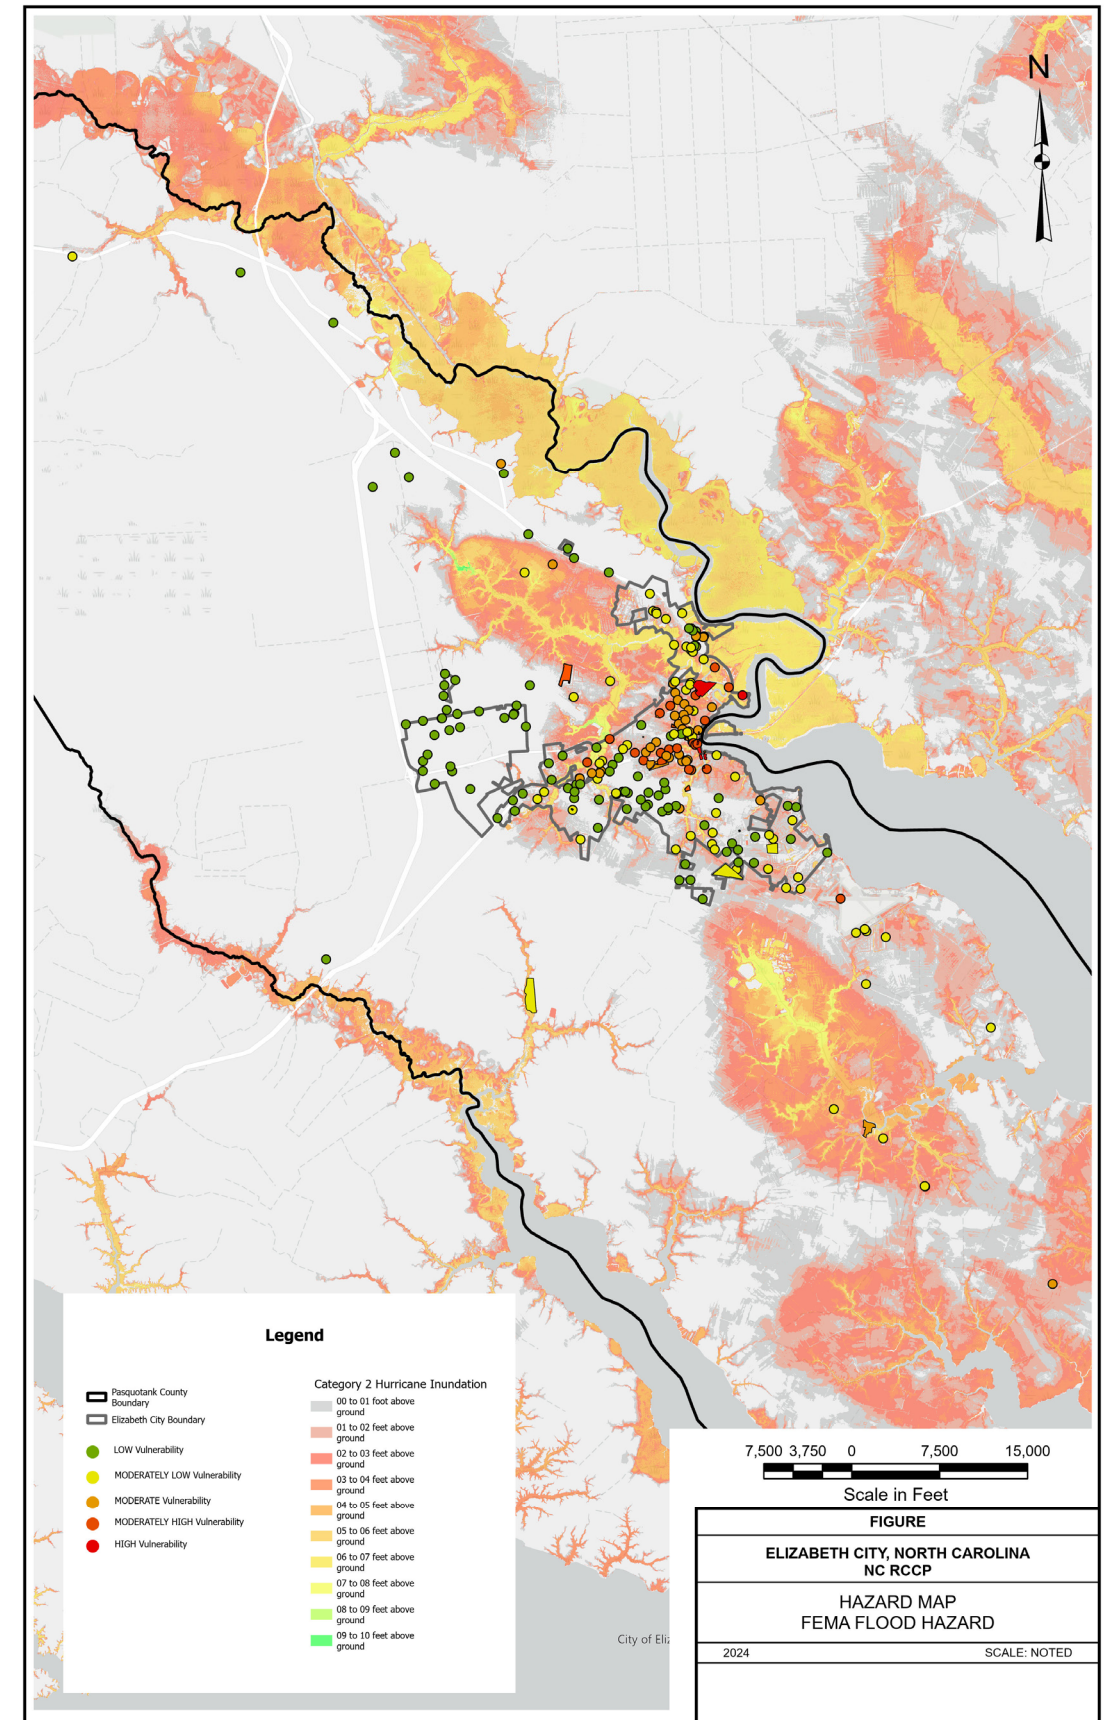 N
Legend
Pasquotank County
Boundary
Elizabeth City Boundary
LOW Vulnerability
MODERATELY LOW Vulnerability
MODERATE Vulnerability
MODERATELY HIGH Vulnerability
HIGH Vulnerability
Category 2 Hurricane Inundation
00 to 01 foot above
ground
01 to 02 feet above
ground
02 to 03 feet above
ground
03 to 04 feet above
ground
04 to 05 feet above
ground
05 to 06 feet above
ground
06 to 07 feet above
ground
07 to 08 feet above
ground
08 to 09 feet above
ground
09 to 10 feet above
ground
City of Eliz
7,500 3,750 0 7,500 15,000
Scale in Feet
FIGURE
ELIZABETH CITY, NORTH CAROLINA
NC RCCP
HAZARD MAP
FEMA FLOOD HAZARD
2024 SCALE: NOTED